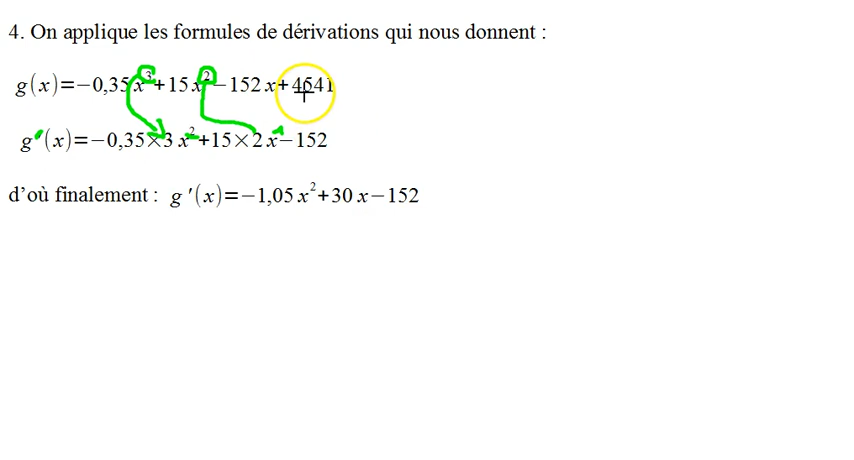 4. On applique les formules de dérivations qui nous donnent :
g(x)=−0,35x³+15x²−152x+4641
g'(x)=−0,35×3x²+15×2x¹−152
d’où finalement : g'(x)=−1,05x²+30x−152